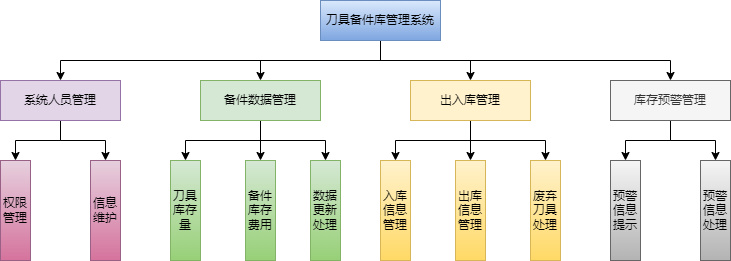 刀具备件库管理系统
系统人员管理
备件数据管理
出入库管理
库存预警管理
权限
管理
信息
维护
刀具
库存
量
备件
库存
费用
数据
更新
处理
入库
信息
管理
出库
信息
管理
废弃
刀具
处理
预警
信息
提示
预警
信息
处理